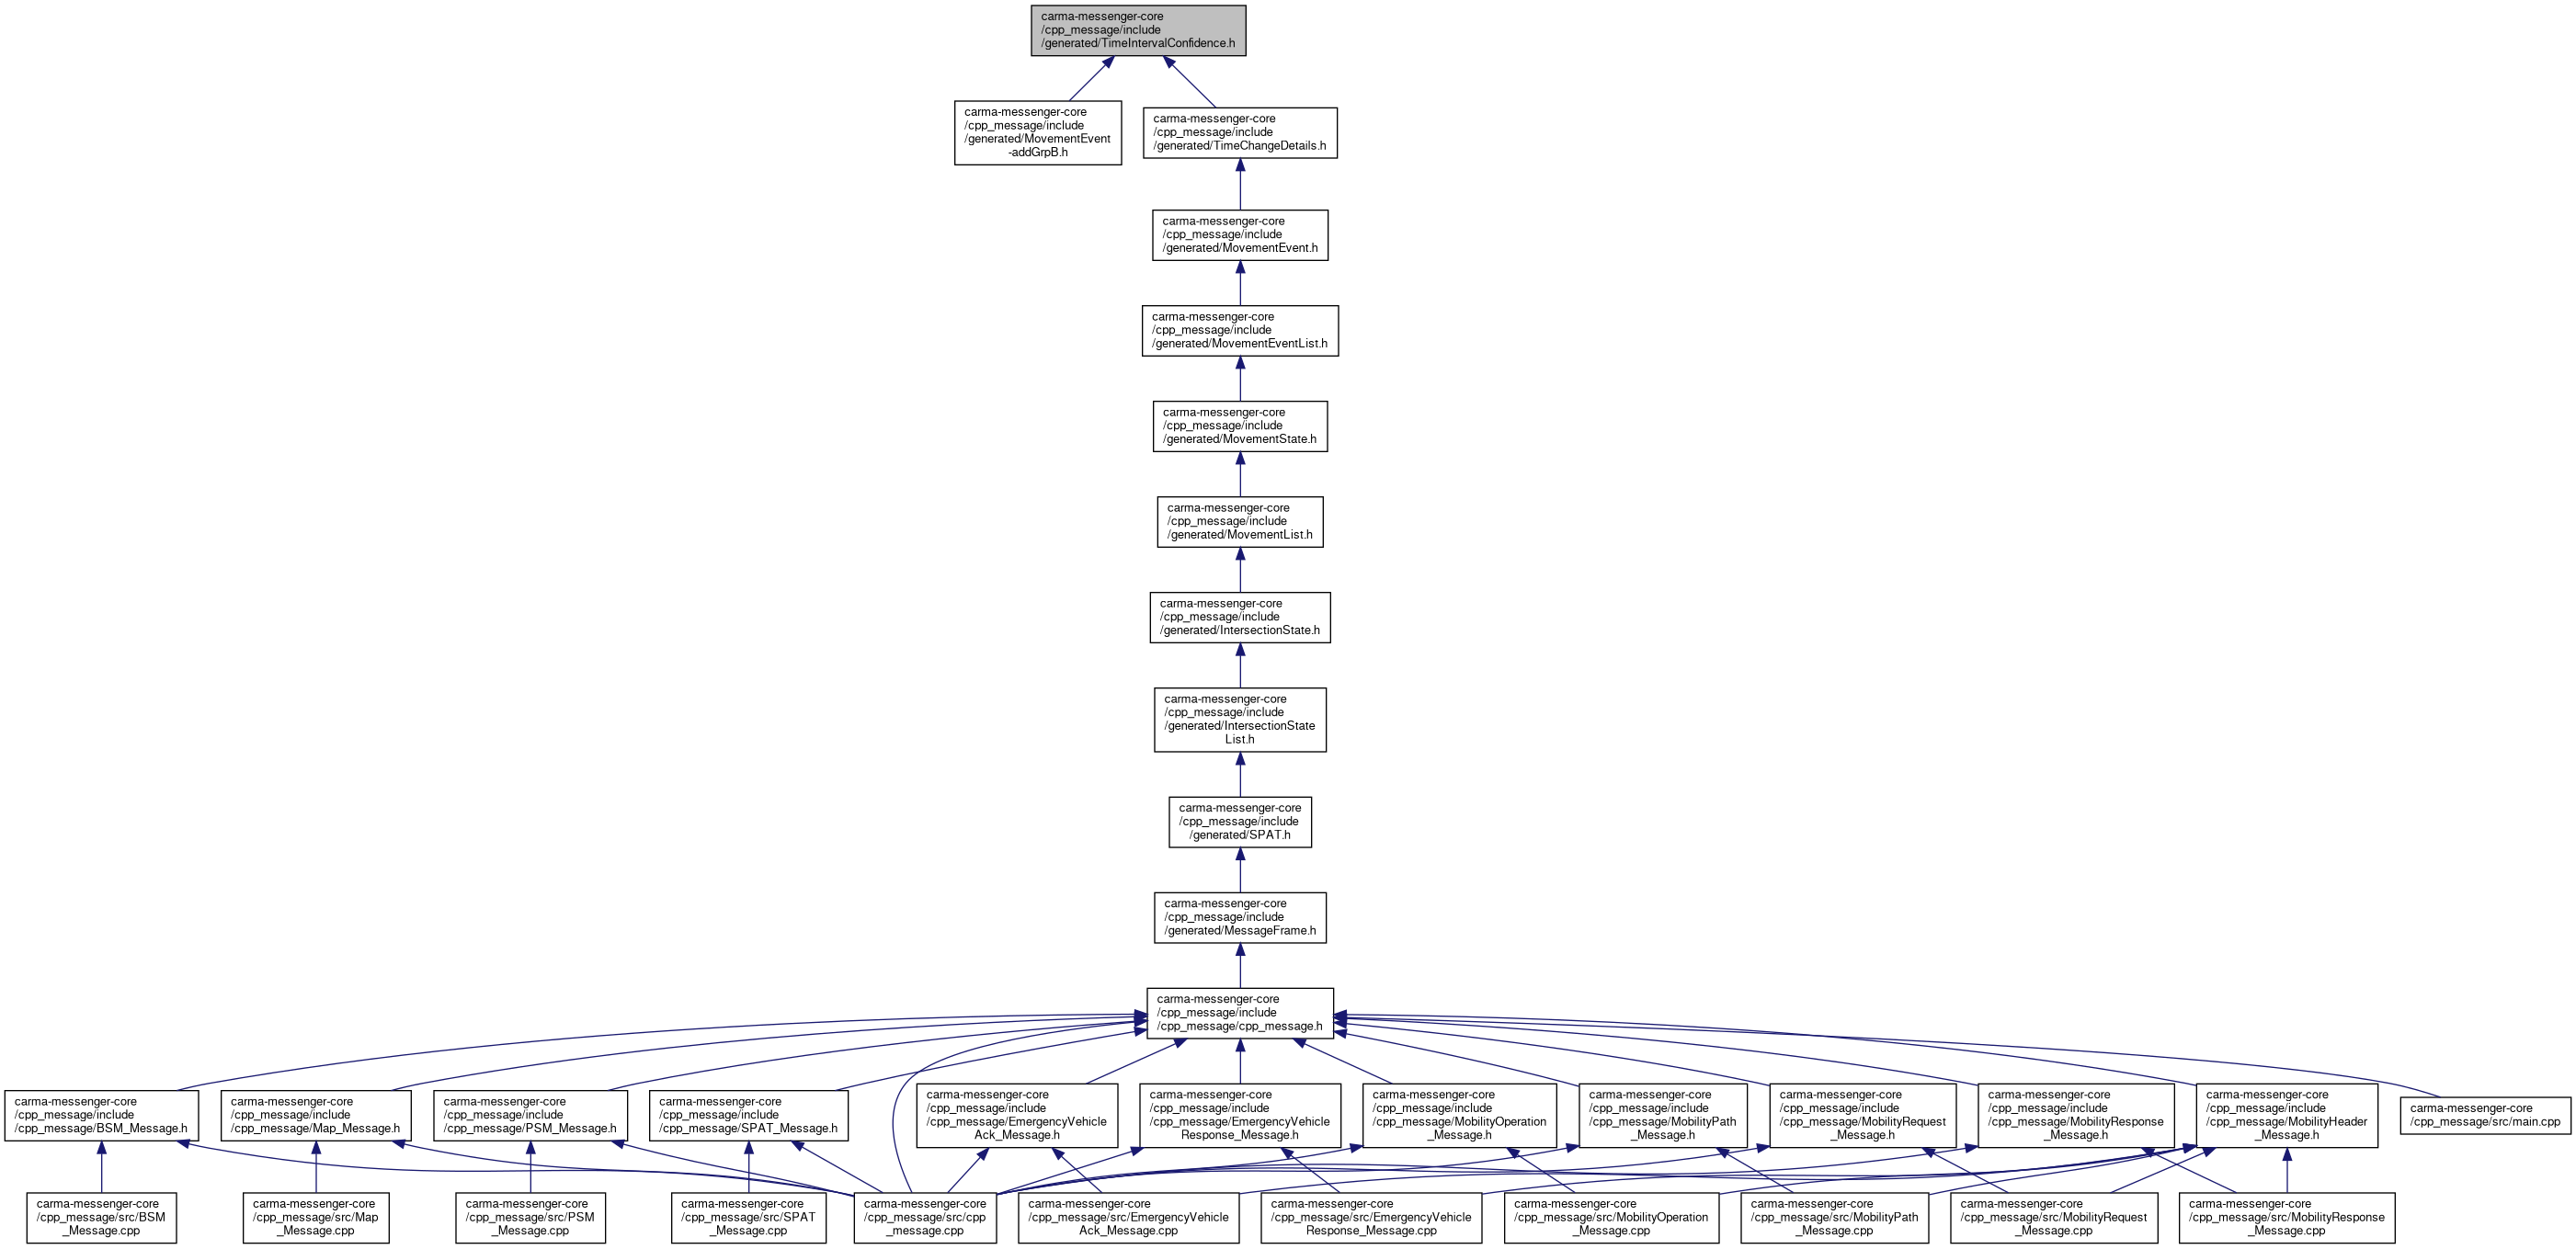 carma-messenger-core
/cpp_message/include
/generated/TimeIntervalConfidence.h
carma-messenger-core
/cpp_message/include
/generated/MovementEvent
-addGrpB.h
carma-messenger-core
/cpp_message/include
/generated/TimeChangeDetails.h
carma-messenger-core
/cpp_message/include
/generated/MovementEvent.h
carma-messenger-core
/cpp_message/include
/generated/MovementEventList.h
carma-messenger-core
/cpp_message/include
/generated/MovementState.h
carma-messenger-core
/cpp_message/include
/generated/MovementList.h
carma-messenger-core
/cpp_message/include
/generated/IntersectionState.h
carma-messenger-core
/cpp_message/include
/generated/IntersectionState
List.h
carma-messenger-core
/cpp_message/include
/generated/SPAT.h
carma-messenger-core
/cpp_message/include
/generated/MessageFrame.h
carma-messenger-core
/cpp_message/include
/cpp_message/cpp_message.h
carma-messenger-core
/cpp_message/include
/cpp_message/BSM_Message.h
carma-messenger-core
/cpp_message/include
/cpp_message/Map_Message.h
carma-messenger-core
/cpp_message/include
/cpp_message/PSM_Message.h
carma-messenger-core
/cpp_message/include
/cpp_message/SPAT_Message.h
carma-messenger-core
/cpp_message/include
/cpp_message/EmergencyVehicle
Ack_Message.h
carma-messenger-core
/cpp_message/include
/cpp_message/EmergencyVehicle
Response_Message.h
carma-messenger-core
/cpp_message/include
/cpp_message/MobilityOperation
_Message.h
carma-messenger-core
/cpp_message/include
/cpp_message/MobilityPath
_Message.h
carma-messenger-core
/cpp_message/include
/cpp_message/MobilityRequest
_Message.h
carma-messenger-core
/cpp_message/include
/cpp_message/MobilityResponse
_Message.h
carma-messenger-core
/cpp_message/include
/cpp_message/MobilityHeader
_Message.h
carma-messenger-core
/cpp_message/src/main.cpp
carma-messenger-core
/cpp_message/src/BSM
_Message.cpp
carma-messenger-core
/cpp_message/src/Map
_Message.cpp
carma-messenger-core
/cpp_message/src/PSM
_Message.cpp
carma-messenger-core
/cpp_message/src/SPAT
_Message.cpp
carma-messenger-core
/cpp_message/src/cpp
_message.cpp
carma-messenger-core
/cpp_message/src/EmergencyVehicle
Ack_Message.cpp
carma-messenger-core
/cpp_message/src/EmergencyVehicle
Response_Message.cpp
carma-messenger-core
/cpp_message/src/MobilityOperation
_Message.cpp
carma-messenger-core
/cpp_message/src/MobilityPath
_Message.cpp
carma-messenger-core
/cpp_message/src/MobilityRequest
_Message.cpp
carma-messenger-core
/cpp_message/src/MobilityResponse
_Message.cpp